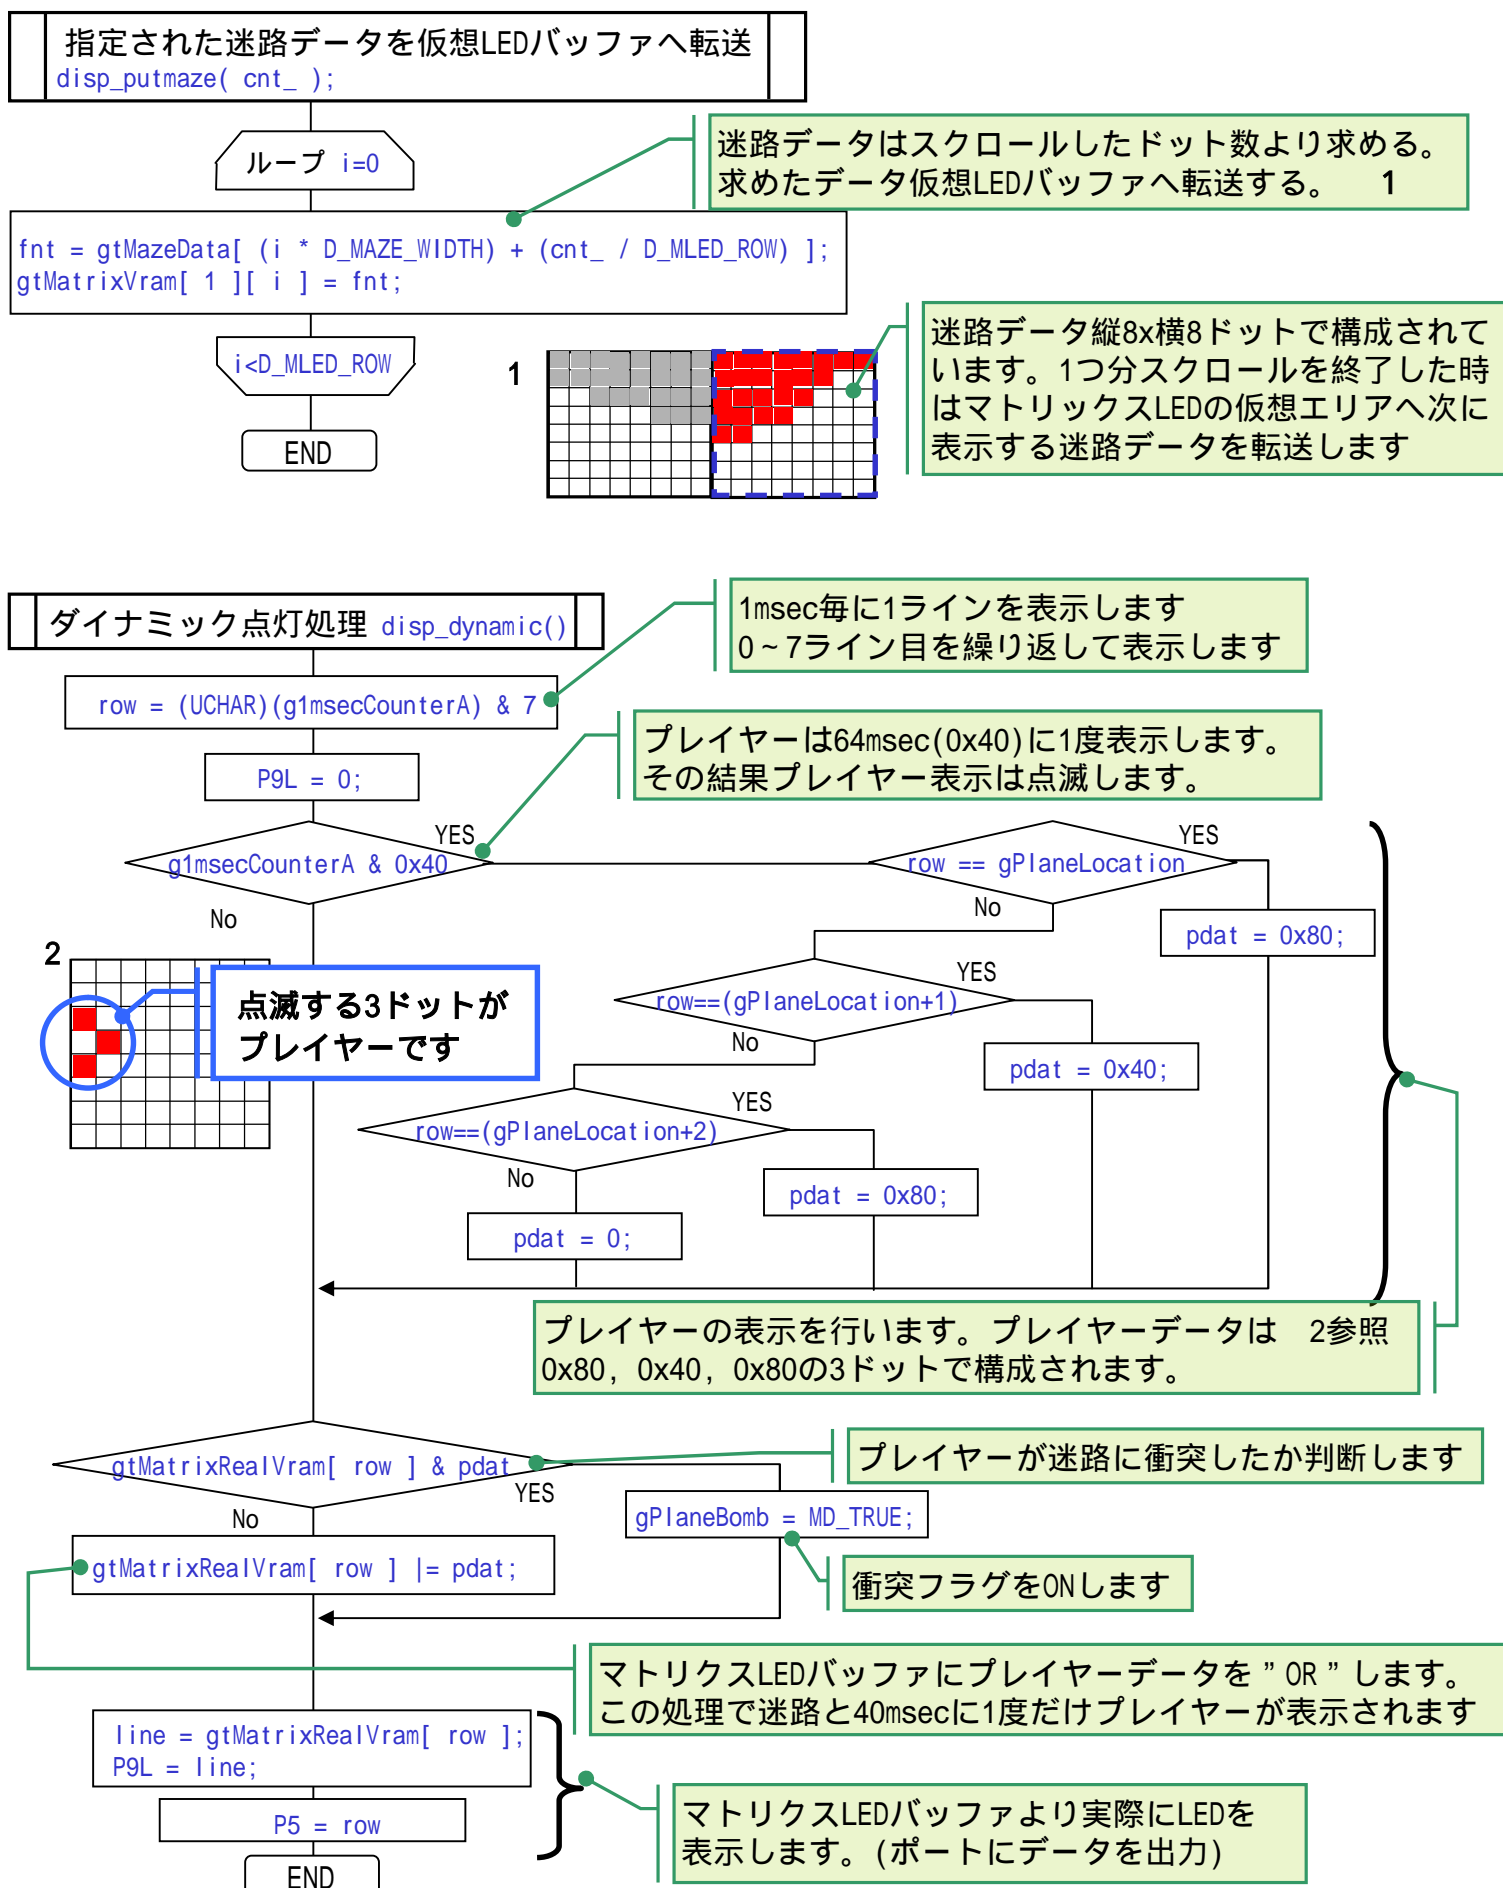 指定された迷路データを仮想LEDバッファへ転送
disp_putmaze( cnt_ );
ループ i=0
迷路データはスクロールしたドット数より求める。
求めたデータ仮想LEDバッファへ転送する。 1
fnt = gtMazeData[ (i * D_MAZE_WIDTH) + (cnt_ / D_MLED_ROW) ];
gtMatrixVram[ 1 ][ i ] = fnt;
i<D_MLED_ROW
END
1
迷路データ縦8x横8ドットで構成されて
います。1つ分スクロールを終了した時
はマトリックスLEDの仮想エリアへ次に
表示する迷路データを転送します
ダイナミック点灯処理 disp_dynamic()
1msec毎に1ラインを表示します
0~7ライン目を繰り返して表示します
row = (UCHAR)(g1msecCounterA) & 7
プレイヤーは64msec(0x40)に1度表示します。
その結果プレイヤー表示は点滅します。
P9L = 0;
g1msecCounterA & 0x40
YES
No
row == gPlaneLocation
YES
No
pdat = 0x80;
2
点滅する3ドットが
プレイヤーです
row==(gPlaneLocation+1)
YES
No
pdat = 0x40;
row==(gPlaneLocation+2)
YES
No
pdat = 0x80;
pdat = 0;
プレイヤーの表示を行います。プレイヤーデータは 2参照
0x80, 0x40, 0x80の3ドットで構成されます。
gtMatrixRealVram[ row ] & pdat
YES
No
プレイヤーが迷路に衝突したか判断します
gPlaneBomb = MD_TRUE;
gtMatrixRealVram[ row ] |= pdat;
衝突フラグをONします
マトリクスLEDバッファにプレイヤーデータを”OR”します。
この処理で迷路と40msecに1度だけプレイヤーが表示されます
line = gtMatrixRealVram[ row ];
P9L = line;
P5 = row
マトリクスLEDバッファより実際にLEDを
表示します。(ポートにデータを出力)
END